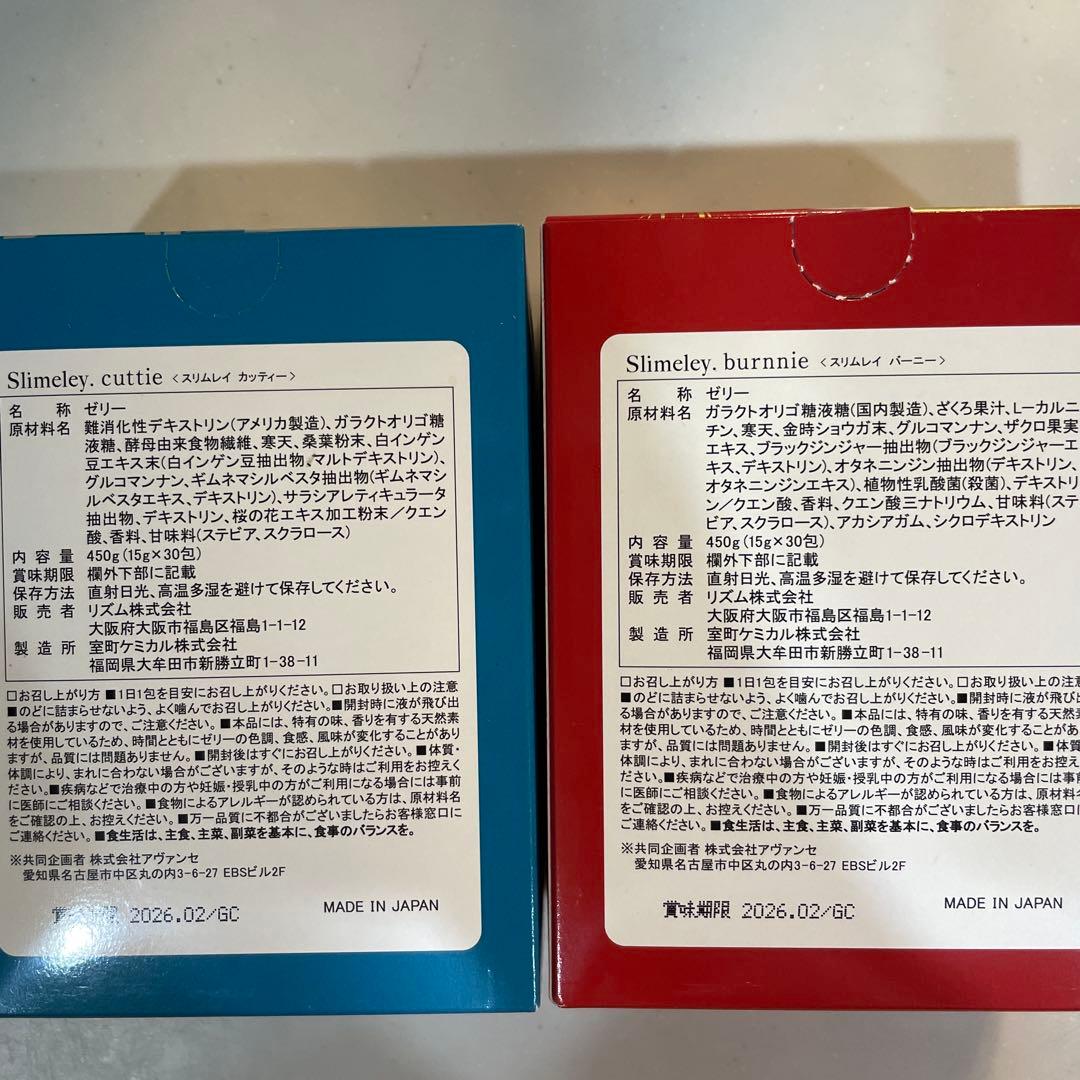 Slimeley. cuttie <スリムレイ カッティー>
名 称 ゼリー
原材料名 難消化性デキストリン(アメリカ製造)、ガラクトオリゴ糖
液糖、酵母由来食物繊維、寒天、桑葉粉末、白インゲン
豆エキス末(白インゲン豆抽出物、マルトデキストリン)、
グルコマンナン、ギムネマシルベスタ抽出物(ギムネマシ
ルベスタエキス、デキストリン)、サラシアレティキュラータ
抽出物、デキストリン、桜の花エキス加工粉末／クエン
酸、香料、甘味料(ステビア、スクラロース)
内 容 量 450g(15g×30包)
賞味期限 欄外下部に記載
保存方法 直射日光、高温多湿を避けて保存してください。
販 売 者 リズム株式会社
大阪府大阪市福島区福島1-1-12
製 造 所 室町ケミカル株式会社
福岡県大牟田市新勝立町1-38-11
□お召し上がり方 ■1日1包を目安にお召し上がりください。□お取り扱い上の注意
■のどに詰まらせないよう、よく噛んでお召し上がりください。■開封時に液が飛び出
る場合がありますので、ご注意ください。■本品には、特有の味、香りを有する天然素
材を使用しているため、時間とともにゼリーの色調、食感、風味が変化することがあり
ますが、品質には問題ありません。■開封後はすぐにお召し上がりください。■体質・
体調により、まれに合わない場合がございますが、そのような時はご利用をお控えく
ださい。■疾病などで治療中の方や妊娠・授乳中の方がご利用になる場合には事前
に医師にご相談ください。■食物によるアレルギーが認められている方は、原材料名
をご確認の上、お控えください。■万一品質に不都合がございましたらお客様窓口に
ご連絡ください。■食生活は、主食、主菜、副菜を基本に、食事のバランスを。
※共同企画者 株式会社アヴァンセ
愛知県名古屋市中区丸の内3-6-27 EBSビル2F
賞味期限 2026.02/GC
MADE IN JAPAN
Slimeley. burnnie <スリムレイ バーニー>
名 称 ゼリー
原材料名 ガラクトオリゴ糖液糖(国内製造)、ざくろ果汁、L-カルニ
チン、寒天、金時ショウガ末、グルコマンナン、ザクロ果実
エキス、ブラックジンジャー抽出物(ブラックジンジャーエ
キス、デキストリン)、オタネニンジン抽出物(デキストリン、
オタネニンジンエキス)、植物性乳酸菌(殺菌)、デキストリ
ン／クエン酸、香料、クエン酸三ナトリウム、甘味料(ステ
ビア、スクラロース)、アカシアガム、シクロデキストリン
内 容 量 450g(15g×30包)
賞味期限 欄外下部に記載
保存方法 直射日光、高温多湿を避けて保存してください。
販 売 者 リズム株式会社
大阪府大阪市福島区福島1-1-12
製 造 所 室町ケミカル株式会社
福岡県大牟田市新勝立町1-38-11
□お召し上がり方 ■1日1包を目安にお召し上がりください。□お取り扱い上の注意
■のどに詰まらせないよう、よく噛んでお召し上がりください。■開封時に液が飛び出
る場合がありますので、ご注意ください。■本品には、特有の味、香りを有する天然素
材を使用しているため、時間とともにゼリーの色調、食感、風味が変化することがあり
ますが、品質には問題ありません。■開封後はすぐにお召し上がりください。■体質
体調により、まれに合わない場合がございますが、そのような時はご利用をお控えく
ださい。■疾病などで治療中の方や妊娠・授乳中の方がご利用になる場合には事
に医師にご相談ください。■食物によるアレルギーが認められている方は、原材料
をご確認の上、お控えください。■万一品質に不都合がございましたらお客様窓口
ご連絡ください。■食生活は、主食、主菜、副菜を基本に、食事のバランスを。
※共同企画者 株式会社アヴァンセ
愛知県名古屋市中区丸の内3-6-27 EBSビル2F
賞味期限 2026.02/GC
MADE IN JAPAN